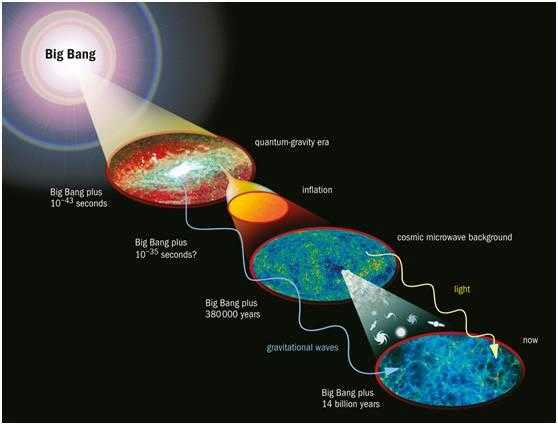 Big Bang
quantum-gravity era
Big Bang plus
10⁻⁴³ seconds
inflation
Big Bang plus
10⁻³⁵ seconds?
cosmic microwave background
Big Bang plus
380 000 years
light
gravitational waves
now
Big Bang plus
14 billion years